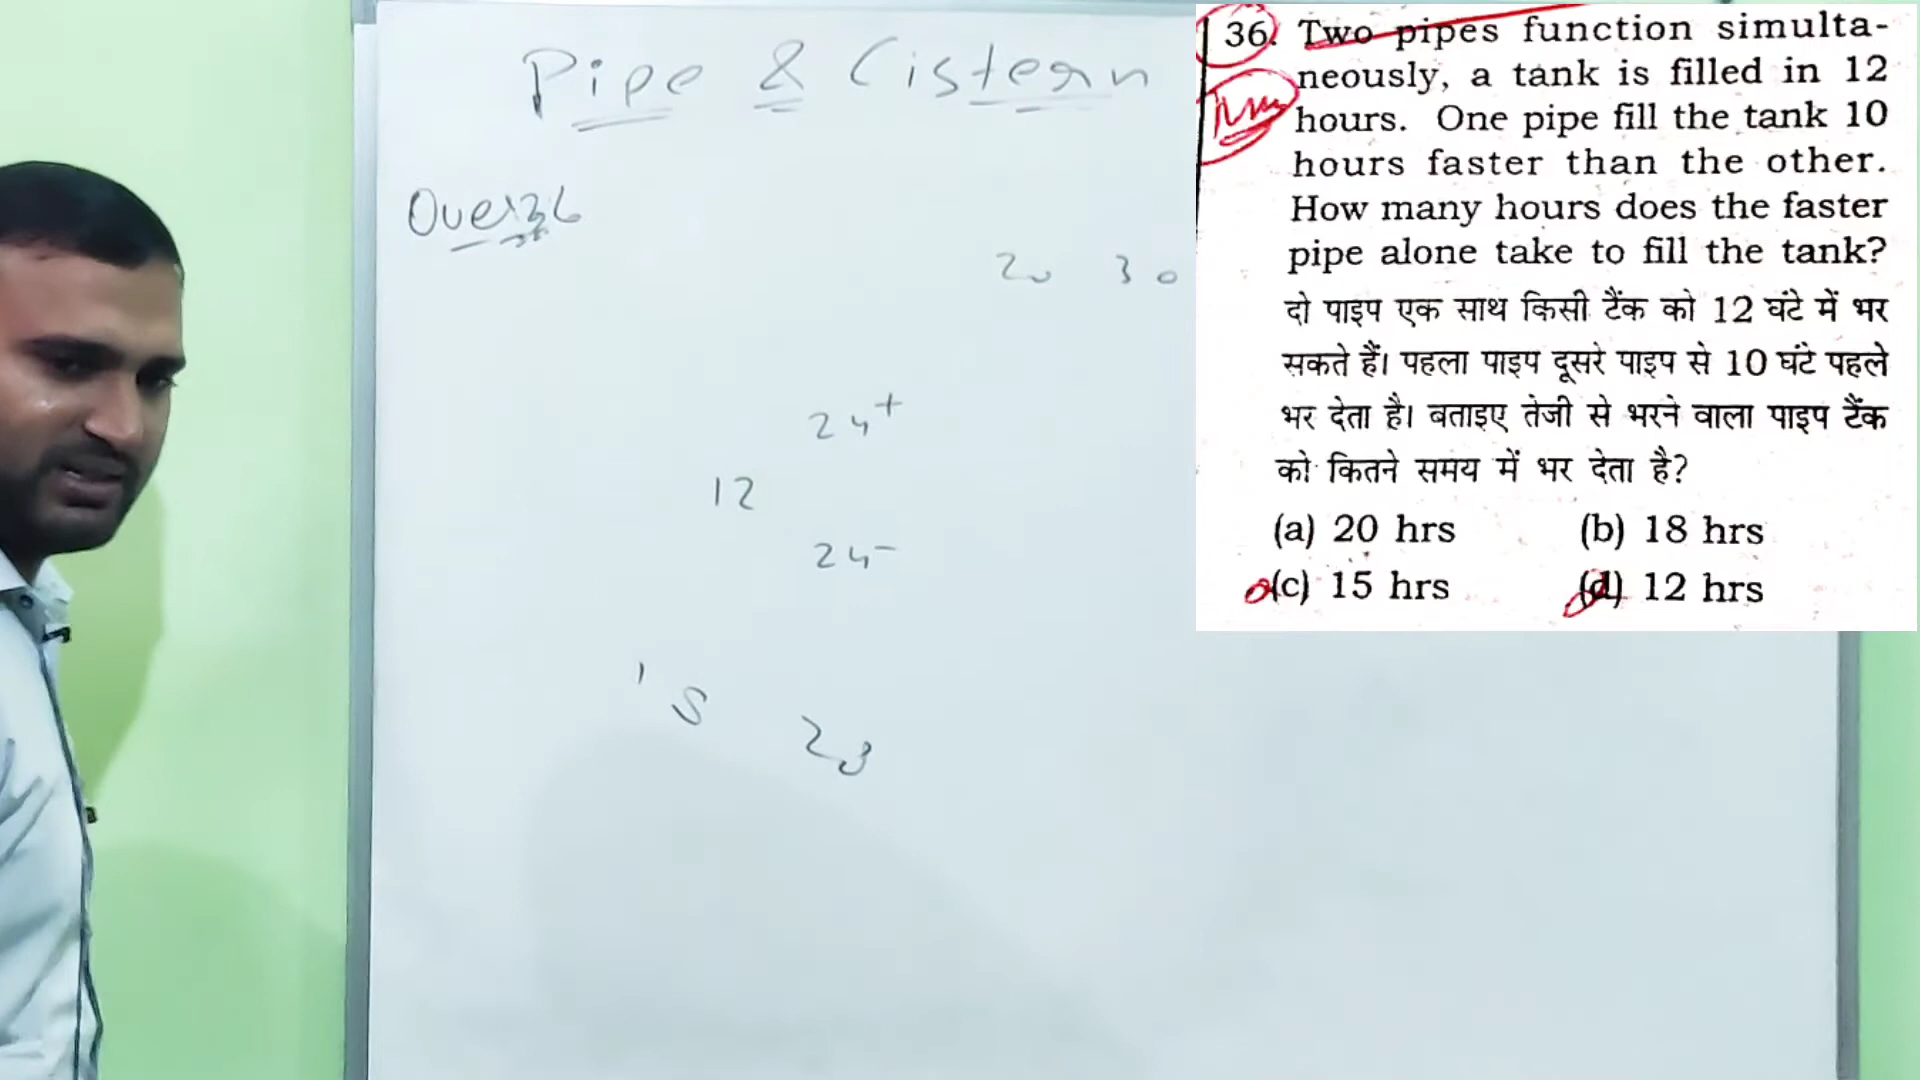 Pipe & Cistern
Ques 36
20 30
24+
12
24-
15 20
36. Two pipes function simulta-
neously, a tank is filled in 12
hours. One pipe fill the tank 10
hours faster than the other.
How many hours does the faster
pipe alone take to fill the tank?
दो पाइप एक साथ किसी टैंक को 12 घंटे में भर
सकते हैं। पहला पाइप दूसरे पाइप से 10 घंटे पहले
भर देता है। बताइए तेजी से भरने वाला पाइप टैंक
को कितने समय में भर देता है?
(a) 20 hrs (b) 18 hrs
(c) 15 hrs (d) 12 hrs